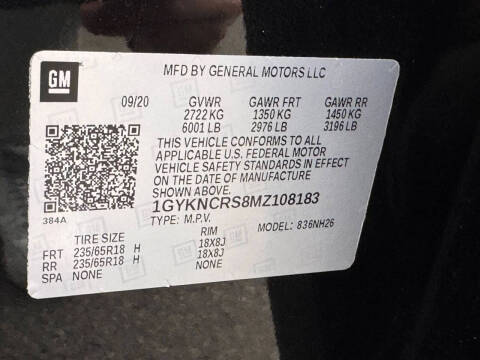 GM
MFD BY GENERAL MOTORS LLC
09/20 GVWR GAWR FRT GAWR RR
2722 KG 1350 KG 1450 KG
6001 LB 2976 LB 3196 LB
THIS VEHICLE CONFORMS TO ALL
APPLICABLE U.S. FEDERAL MOTOR
VEHICLE SAFETY STANDARDS IN EFFECT
ON THE DATE OF MANUFACTURE
SHOWN ABOVE.
384A
1GYKNCRS8MZ108183
TYPE: M.P.V. 836NH26
TIRE SIZE RIM
FRT 235/65R18 H 18X8J
RR 235/65R18 H 18X8J
SPA NONE NONE